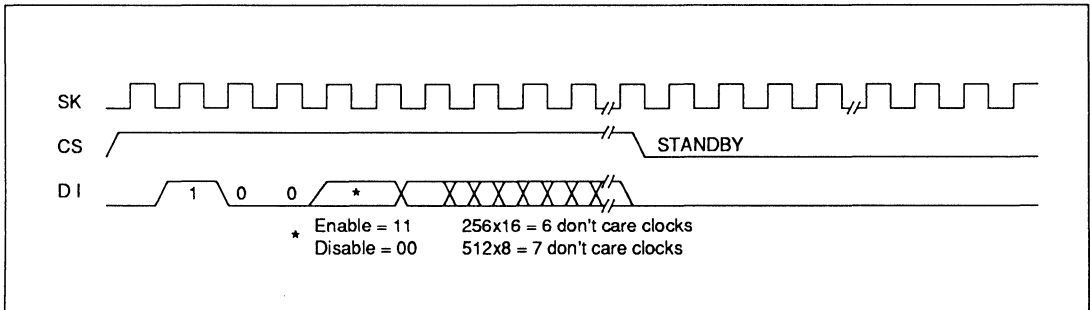 SK
CS
STANDBY
D I
1 0 0 *
* Enable = 11 256x16 = 6 don't care clocks
Disable = 00 512x8 = 7 don't care clocks